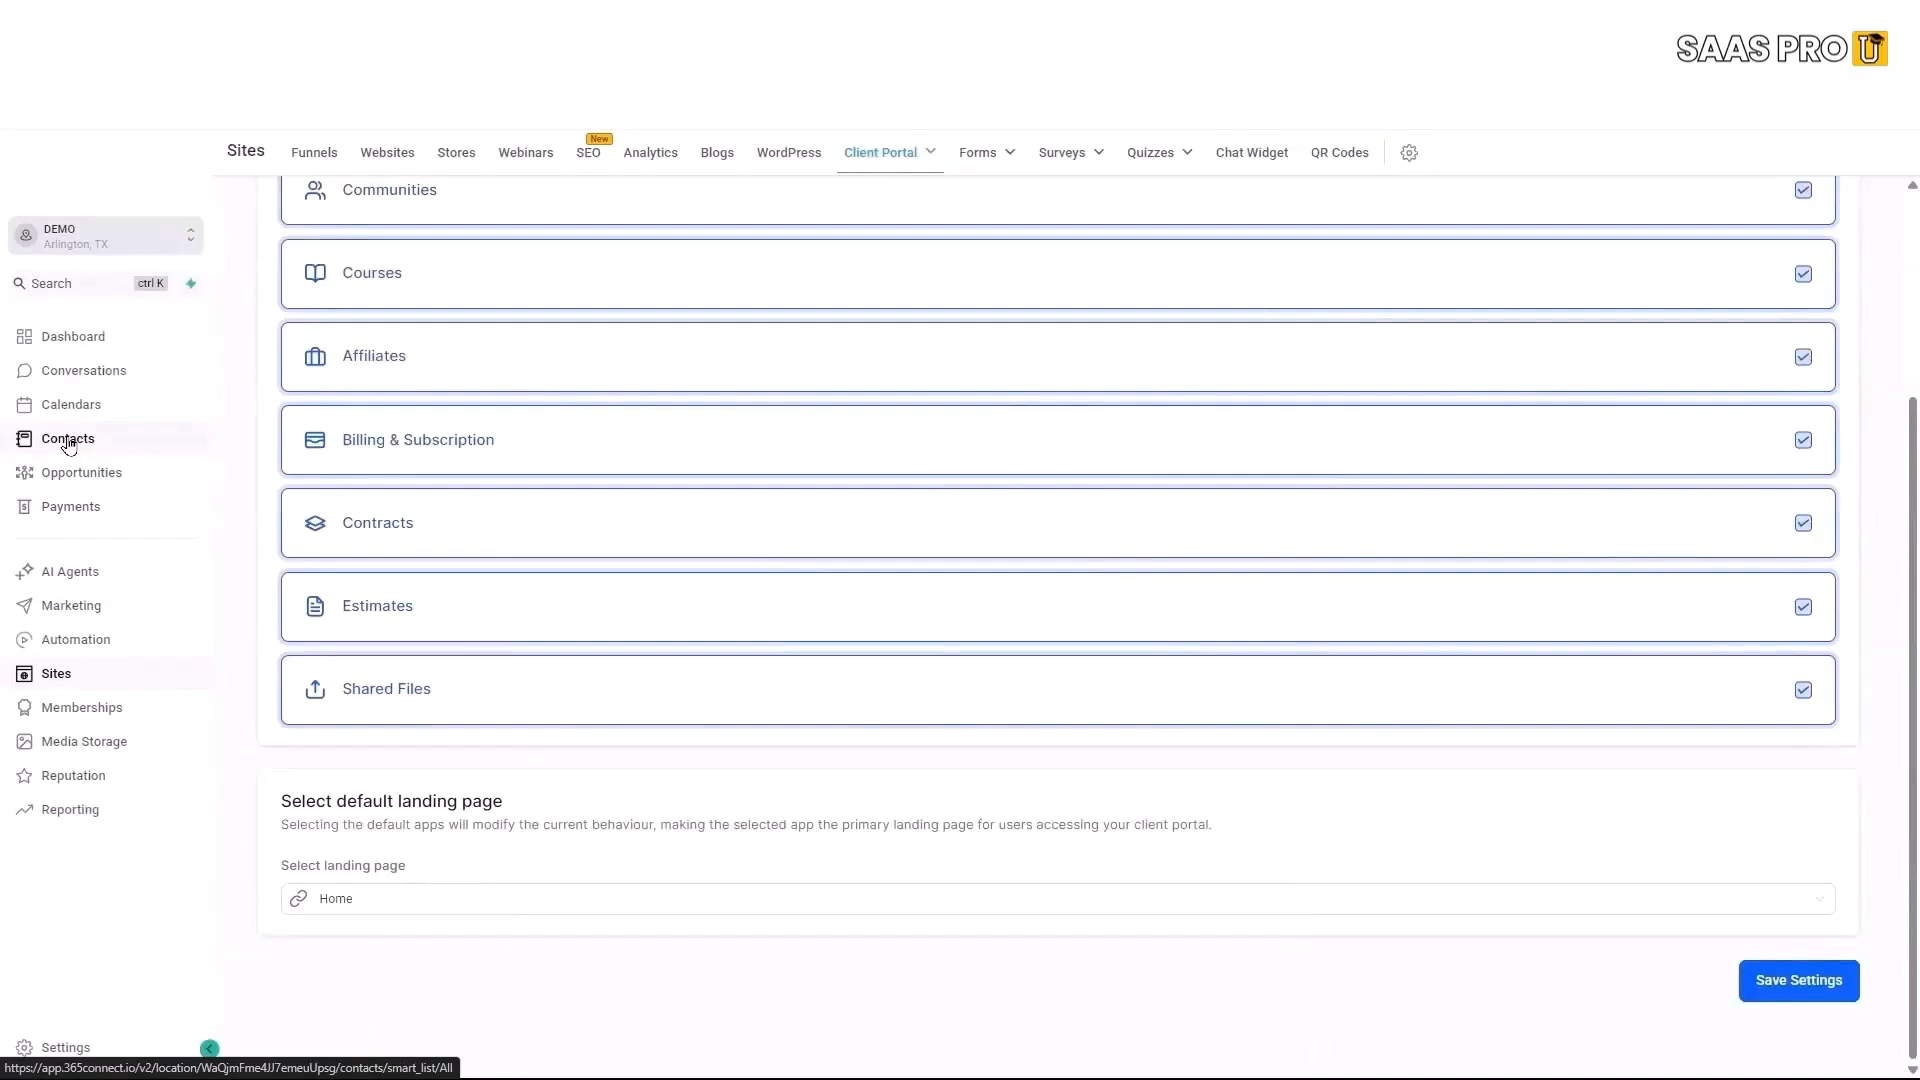 SAAS PRO U
New
Sites Funnels Websites Stores Webinars SEO Analytics Blogs WordPress Client Portal Forms Surveys Quizzes Chat Widget QR Codes
DEMO
Arlington, TX
Search ctrl K
Dashboard
Conversations
Calendars
Contacts
Opportunities
Payments
AI Agents
Marketing
Automation
Sites
Memberships
Media Storage
Reputation
Reporting
Settings
Communities
Courses
Affiliates
Billing & Subscription
Contracts
Estimates
Shared Files
Select default landing page
Selecting the default apps will modify the current behaviour, making the selected app the primary landing page for users accessing your client portal.
Select landing page
Home
Save Settings
https://app.365connect.io/v2/location/WaQjmFme4JJ7emeuUpsg/contacts/smart_list/All